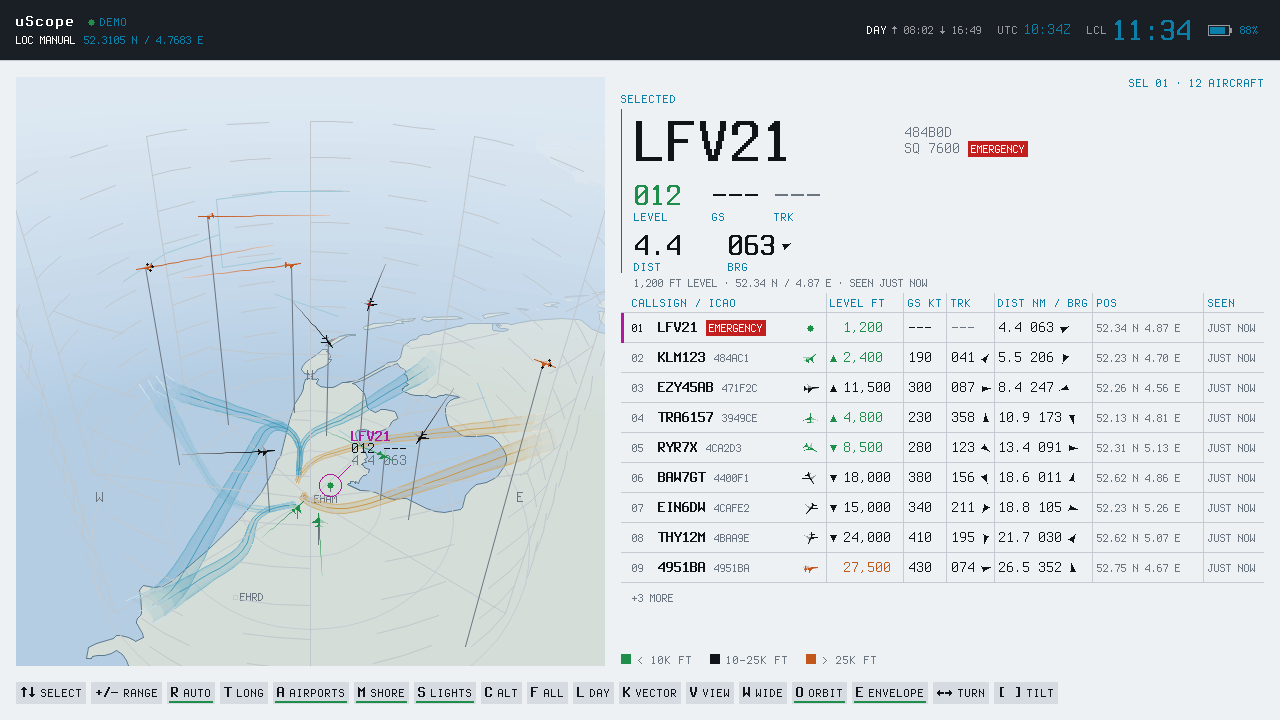 uScope DEMO
LOC MANUAL 52.3105 N / 4.7683 E
DAY ↑ 08:02 ↓ 16:49 UTC 10:34Z LCL 11:34 88%
SEL 01 · 12 AIRCRAFT
SELECTED
LFV21
484B0D
SQ 7600 EMERGENCY
012 --- ---
LEVEL GS TRK
4.4 063
DIST BRG
1,200 FT LEVEL · 52.34 N / 4.87 E · SEEN JUST NOW
CALLSIGN / ICAO LEVEL FT GS KT TRK DIST NM / BRG POS SEEN
01 LFV21 EMERGENCY 1,200 --- --- 4.4 063 52.34 N 4.87 E JUST NOW
02 KLM123 484AC1 ▲ 2,400 190 041 5.5 206 52.23 N 4.70 E JUST NOW
03 EZY45AB 471F2C ▲ 11,500 300 087 8.4 247 52.26 N 4.56 E JUST NOW
04 TRA6157 3949CE ▲ 4,800 230 358 10.9 173 52.13 N 4.81 E JUST NOW
05 RYR7X 4CA2D3 ▼ 8,500 280 123 13.4 091 52.31 N 5.13 E JUST NOW
06 BAW7GT 4400F1 ▼ 18,000 380 156 18.6 011 52.62 N 4.86 E JUST NOW
07 EIN6DW 4CAFE2 ▼ 15,000 340 211 18.8 105 52.23 N 5.26 E JUST NOW
08 THY12M 4BAA9E ▼ 24,000 410 195 21.7 030 52.62 N 5.07 E JUST NOW
09 4951BA 4951BA 27,500 430 074 26.5 352 52.75 N 4.67 E JUST NOW
+3 MORE
LFV21
012 ---
4.4 063
EHAM
W
E
EHRD
< 10K FT 10-25K FT > 25K FT
↑↓ SELECT +/- RANGE R AUTO T LONG A AIRPORTS M SHORE S LIGHTS C ALT F ALL L DAY K VECTOR V VIEW W WIDE O ORBIT E ENVELOPE ←→ TURN [ ] TILT